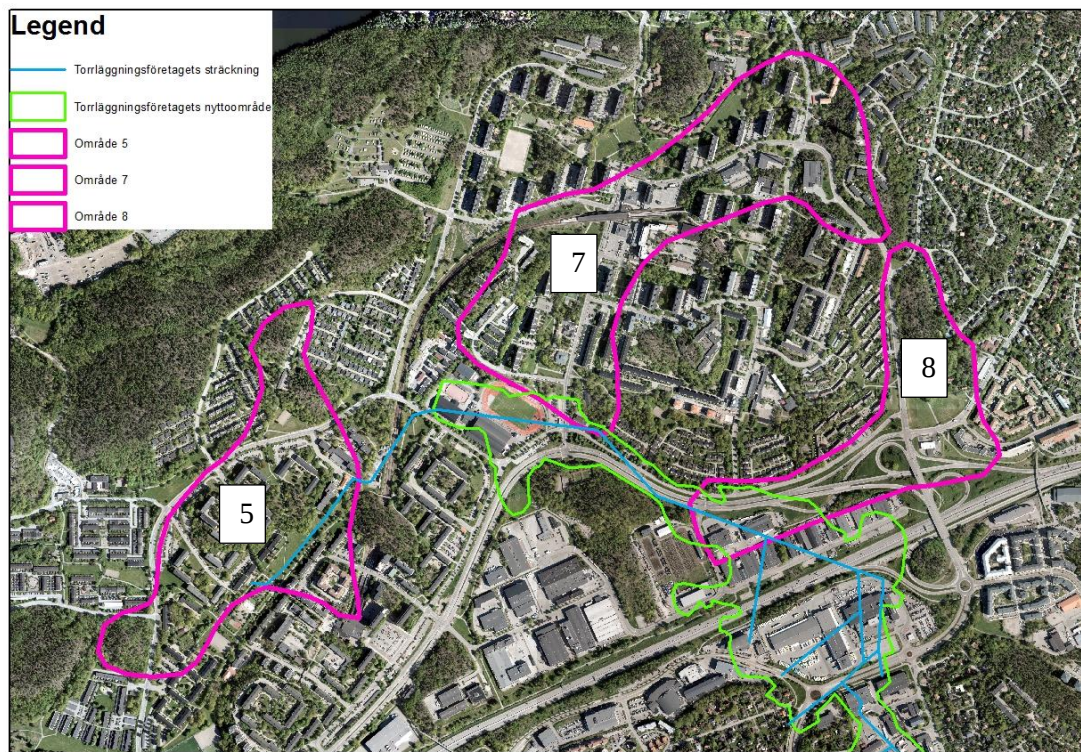 Legend
Torrläggningsföretagets sträckning
Torrläggningsföretagets nyttoområde
Område 5
Område 7
Område 8
7
8
5